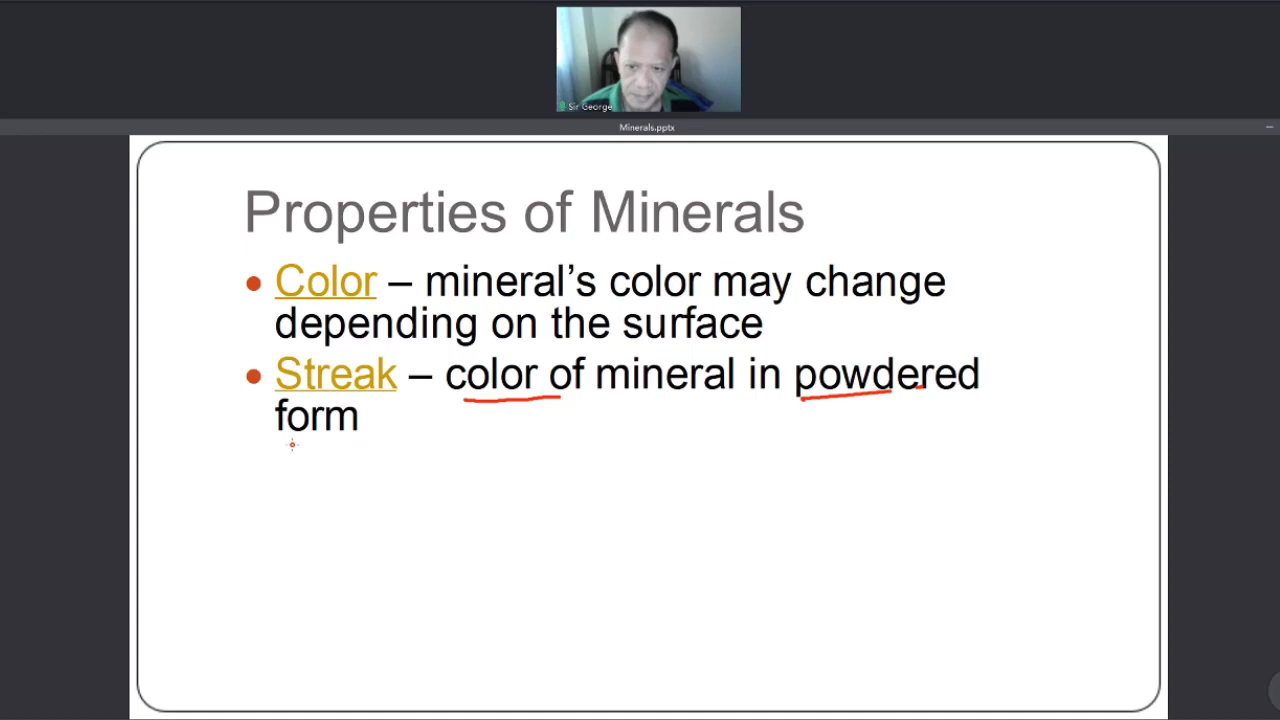 Sir George
Minerals.pptx
Properties of Minerals
• Color – mineral’s color may change
depending on the surface
• Streak – color of mineral in powdered
form